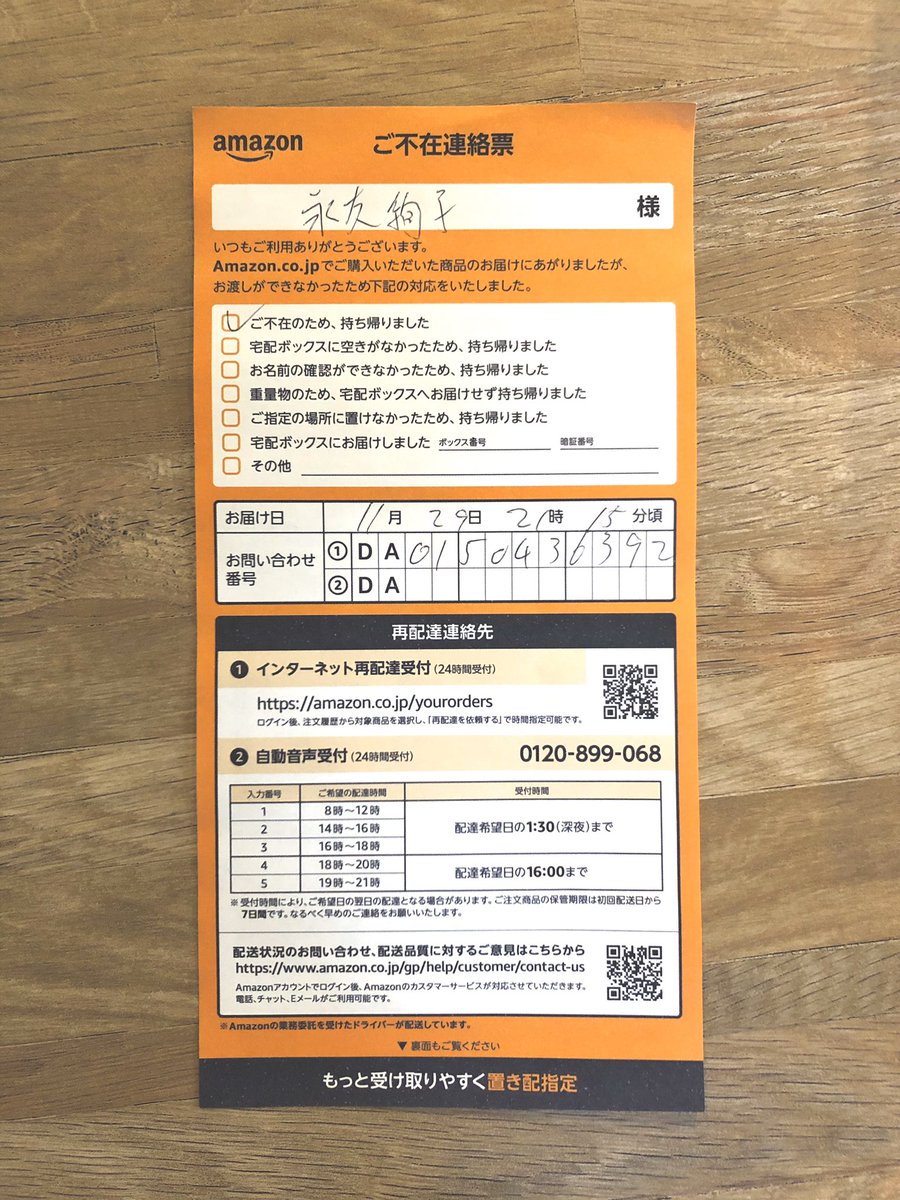 amazon ご不在連絡票
永友絢子 様
いつもご利用ありがとうございます。
Amazon.co.jpでご購入いただいた商品のお届けにあがりましたが、
お渡しができなかったため下記の対応をいたしました。
ご不在のため、持ち帰りました
宅配ボックスに空きがなかったため、持ち帰りました
お名前の確認ができなかったため、持ち帰りました
重量物のため、宅配ボックスへお届けせず持ち帰りました
ご指定の場所に置けなかったため、持ち帰りました
宅配ボックスにお届けしました ボックス番号 暗証番号
その他
お届け日 11月29日21時15分頃
お問い合わせ番号 ① DA0150436392
② DA
再配達連絡先
❶ インターネット再配達受付(24時間受付)
https://amazon.co.jp/yourorders
ログイン後、注文履歴から対象商品を選択し、「再配達を依頼する」で時間指定可能です。
❷ 自動音声受付(24時間受付) 0120-899-068
入力番号 ご希望の配達時間 受付時間
1 8時〜12時
2 14時〜16時 配達希望日の1:30(深夜)まで
3 16時〜18時
4 18時〜20時 配達希望日の16:00まで
5 19時〜21時
※受付時間により、ご希望日の翌日の配達となる場合があります。ご注文商品の保管期限は初回配送日から
7日間です。なるべく早めのご連絡をお願いいたします。
配送状況のお問い合わせ、配送品質に対するご意見はこちらから
https://www.amazon.co.jp/gp/help/customer/contact-us
Amazonアカウントでログイン後、Amazonのカスタマーサービスが対応させていただきます。
電話、チャット、Eメールがご利用可能です。
※Amazonの業務委託を受けたドライバーが配送しています。
▼裏面もご覧ください
もっと受け取りやすく置き配指定